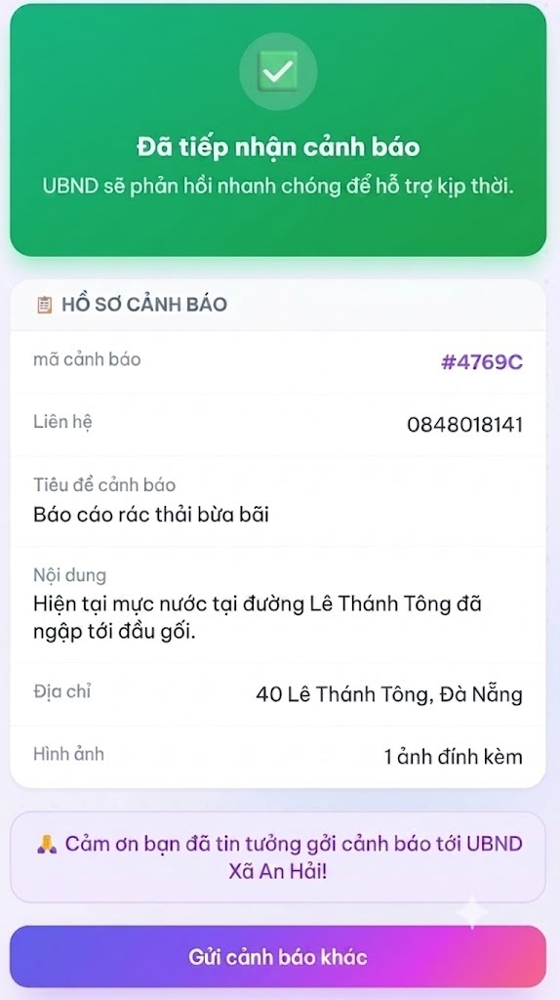 Đã tiếp nhận cảnh báo
UBND sẽ phản hồi nhanh chóng để hỗ trợ kịp thời.
HỒ SƠ CẢNH BÁO
mã cảnh báo
#4769C
Liên hệ
0848018141
Tiêu đề cảnh báo
Báo cáo rác thải bừa bãi
Nội dung
Hiện tại mực nước tại đường Lê Thánh Tông đã
ngập tới đầu gối.
Địa chỉ
40 Lê Thánh Tông, Đà Nẵng
Hình ảnh
1 ảnh đính kèm
Cảm ơn bạn đã tin tưởng gởi cảnh báo tới UBND
Xã An Hải!
Gửi cảnh báo khác